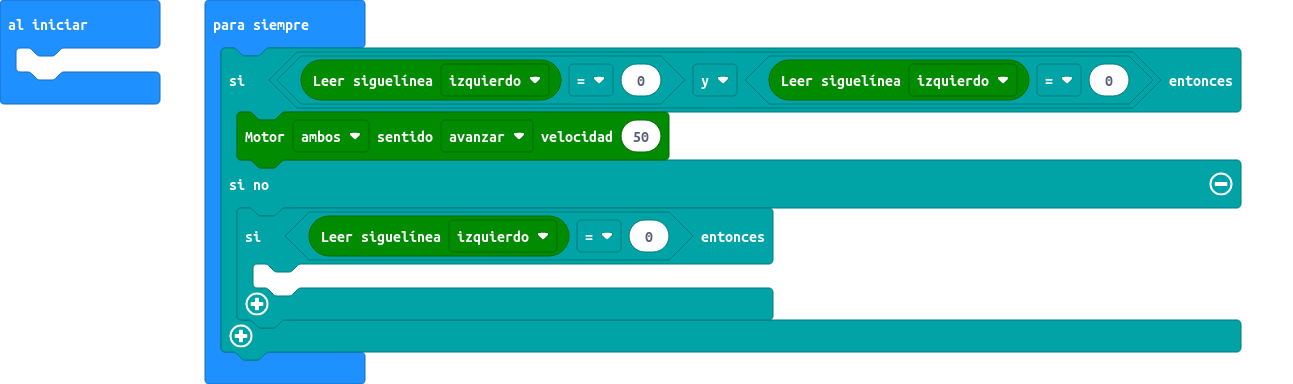 al iniciar
para siempre
si Leer siguelínea izquierdo = 0 y Leer siguelínea izquierdo = 0 entonces
Motor ambos sentido avanzar velocidad 50
si no
si Leer siguelínea izquierdo = 0 entonces